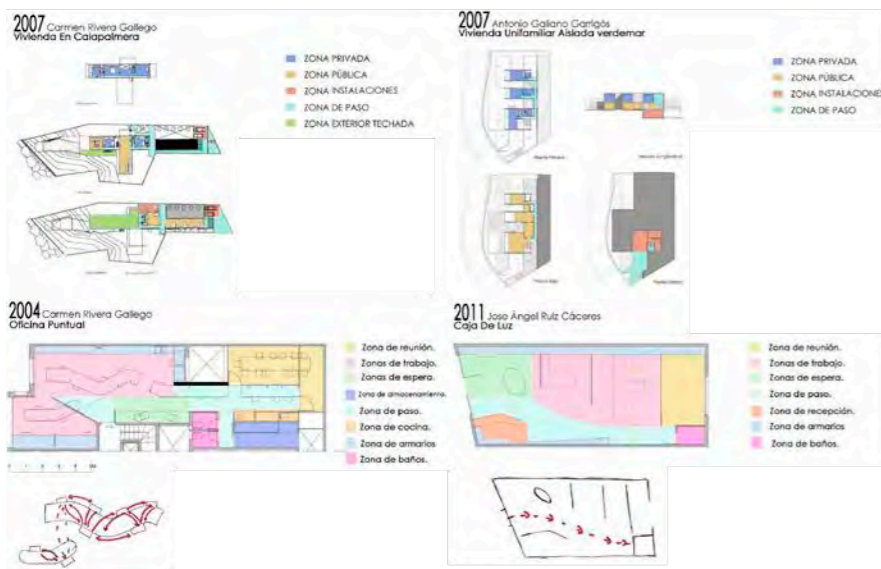 2007 Carmen Rivera Gallego
Vivienda En Calapalmera
ZONA PRIVADA
ZONA PÚBLICA
ZONA INSTALACIONES
ZONA DE PASO
ZONA EXTERIOR TECHADA
2007 Antonio Galiano Garrigós
Vivienda Unifamiliar Aislada verdemar
ZONA PRIVADA
ZONA PÚBLICA
ZONA INSTALACIONES
ZONA DE PASO
2004 Carmen Rivera Gallego
Oficina Puntual
Zona de reunión.
Zonas de trabajo.
Zonas de espera.
Zona de almacenamiento.
Zona de paso.
Zona de cocina.
Zona de armarios
Zona de baños.
2011 Jose Ángel Ruiz Cáceres
Caja De Luz
Zona de reunión.
Zonas de trabajo.
Zonas de espera.
Zona de paso.
Zona de recepción.
Zona de armarios
Zona de baños.